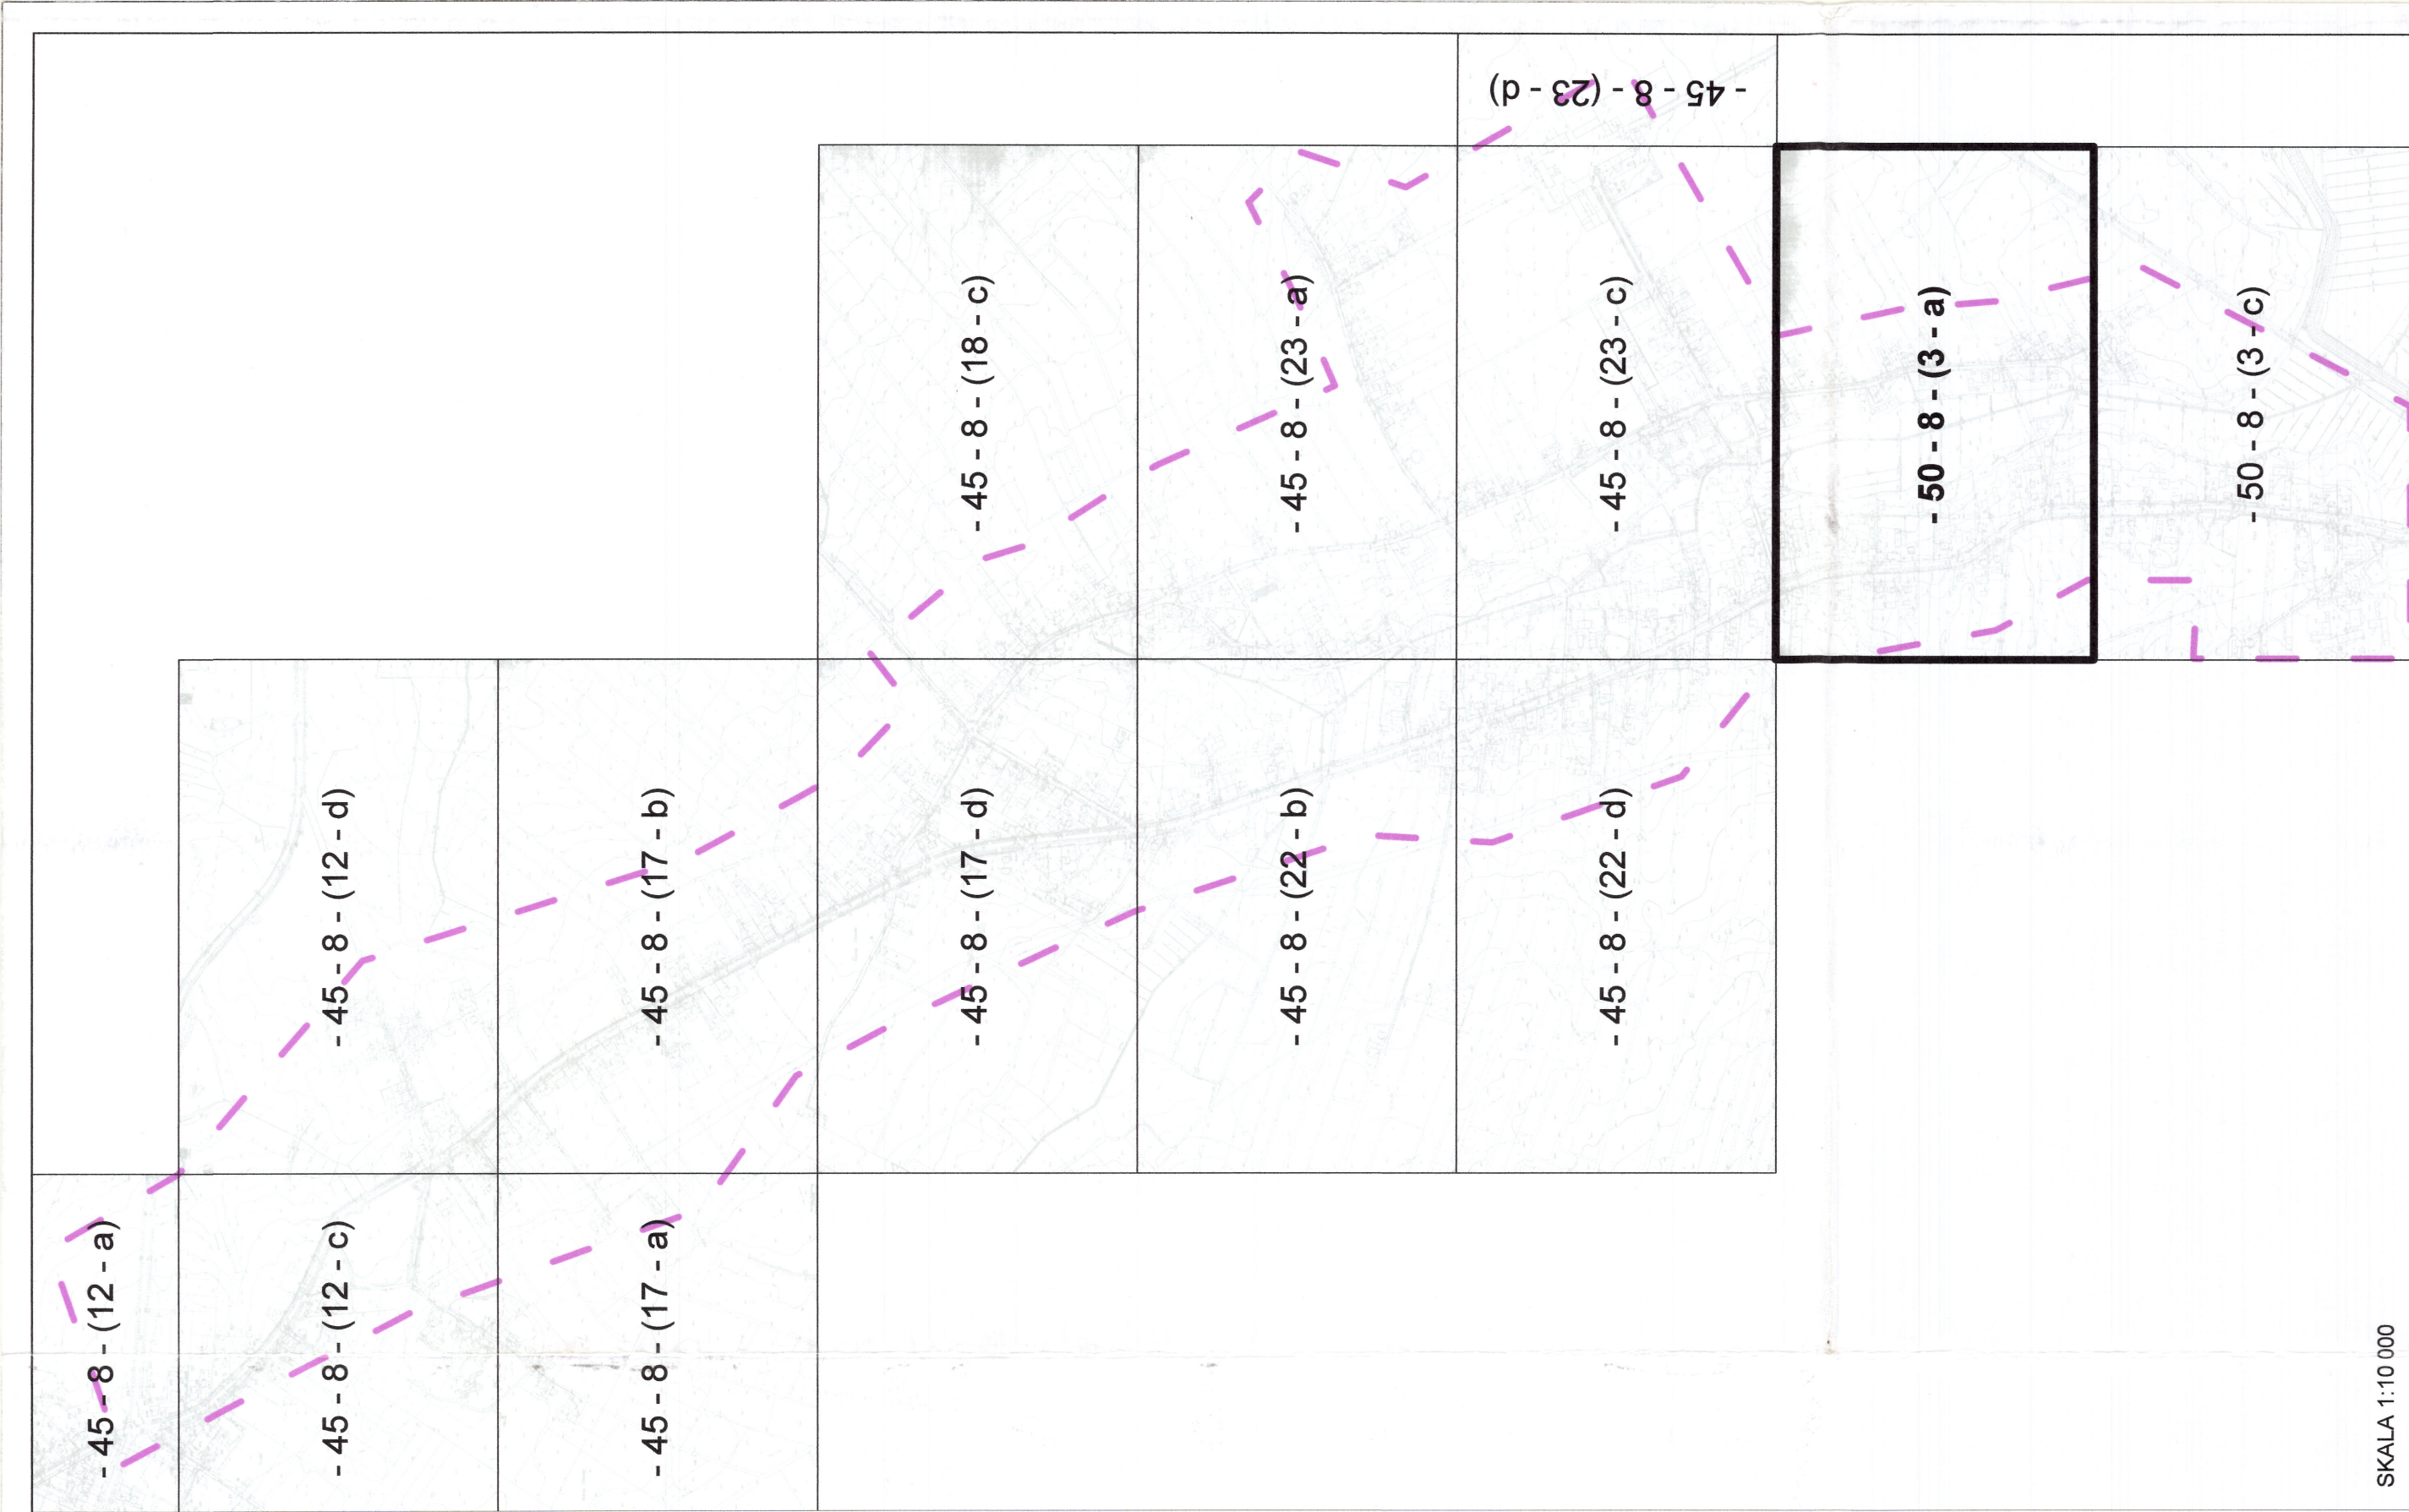 - 45 - 8 - (23 - d)
- 45 - 8 - (18 - c)
- 45 - 8 - (23 - a)
- 45 - 8 - (23 - c)
- 50 - 8 - (3 - a)
- 50 - 8 - (3 - c)
- 45 - 8 - (12 - d)
- 45 - 8 - (17 - b)
- 45 - 8 - (17 - d)
- 45 - 8 - (22 - b)
- 45 - 8 - (22 - d)
- 45 - 8 - (12 - a)
- 45 - 8 - (12 - c)
- 45 - 8 - (17 - a)
SKALA 1:10 000